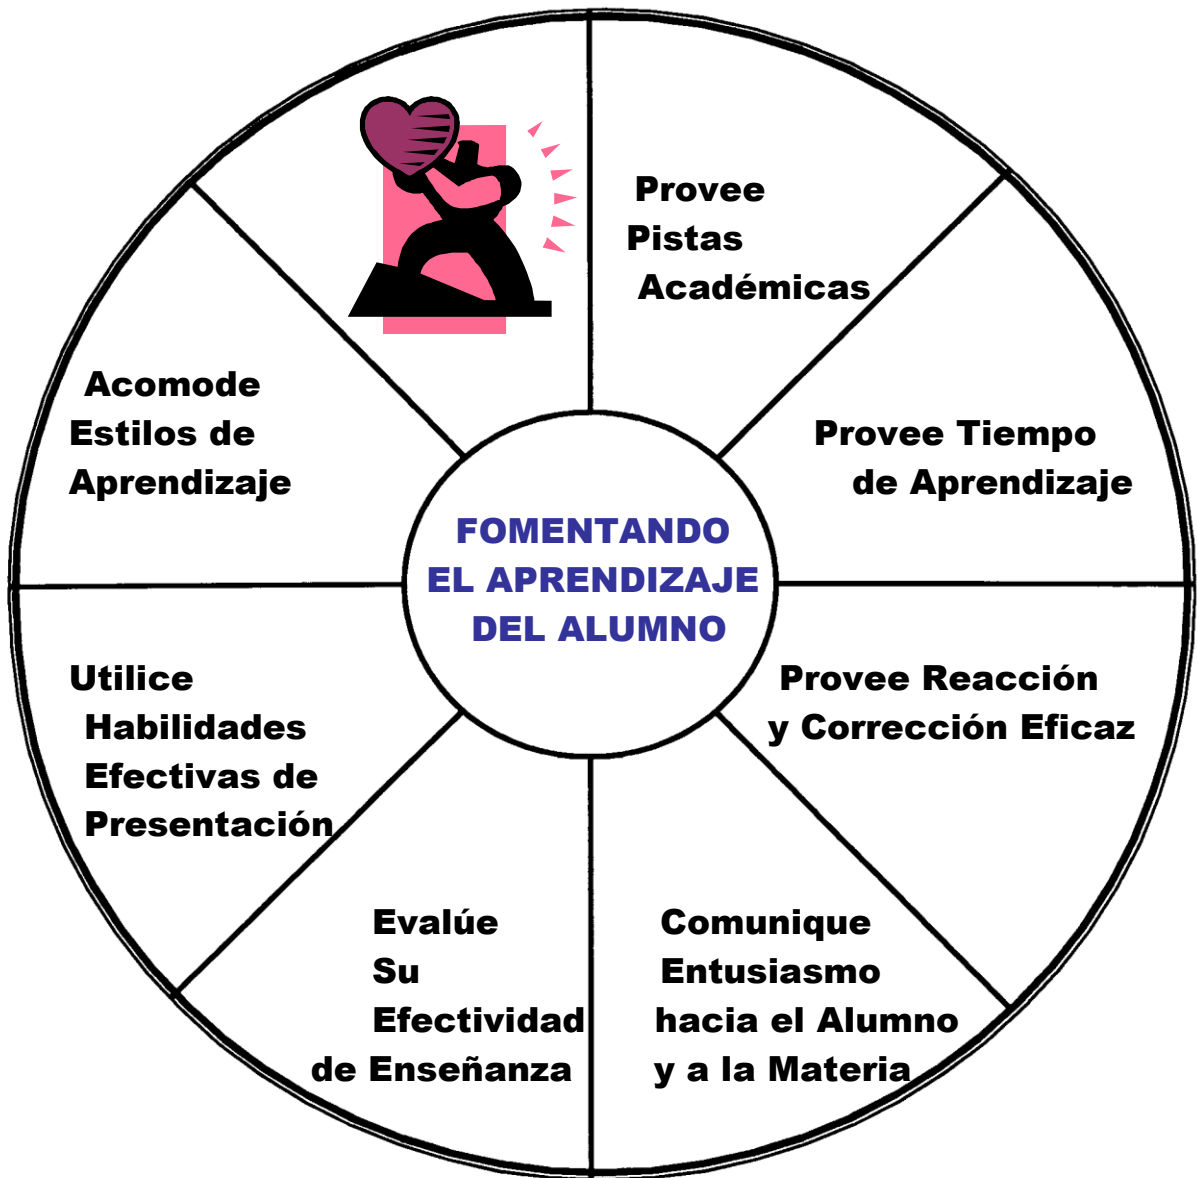 Provee
Pistas
Académicas
Provee Tiempo
de Aprendizaje
Provee Reacción
y Corrección Eficaz
Comunique
Entusiasmo
hacia el Alumno
y a la Materia
Evalúe
Su
Efectividad
de Enseñanza
Utilice
Habilidades
Efectivas de
Presentación
Acomode
Estilos de
Aprendizaje
FOMENTANDO
EL APRENDIZAJE
DEL ALUMNO